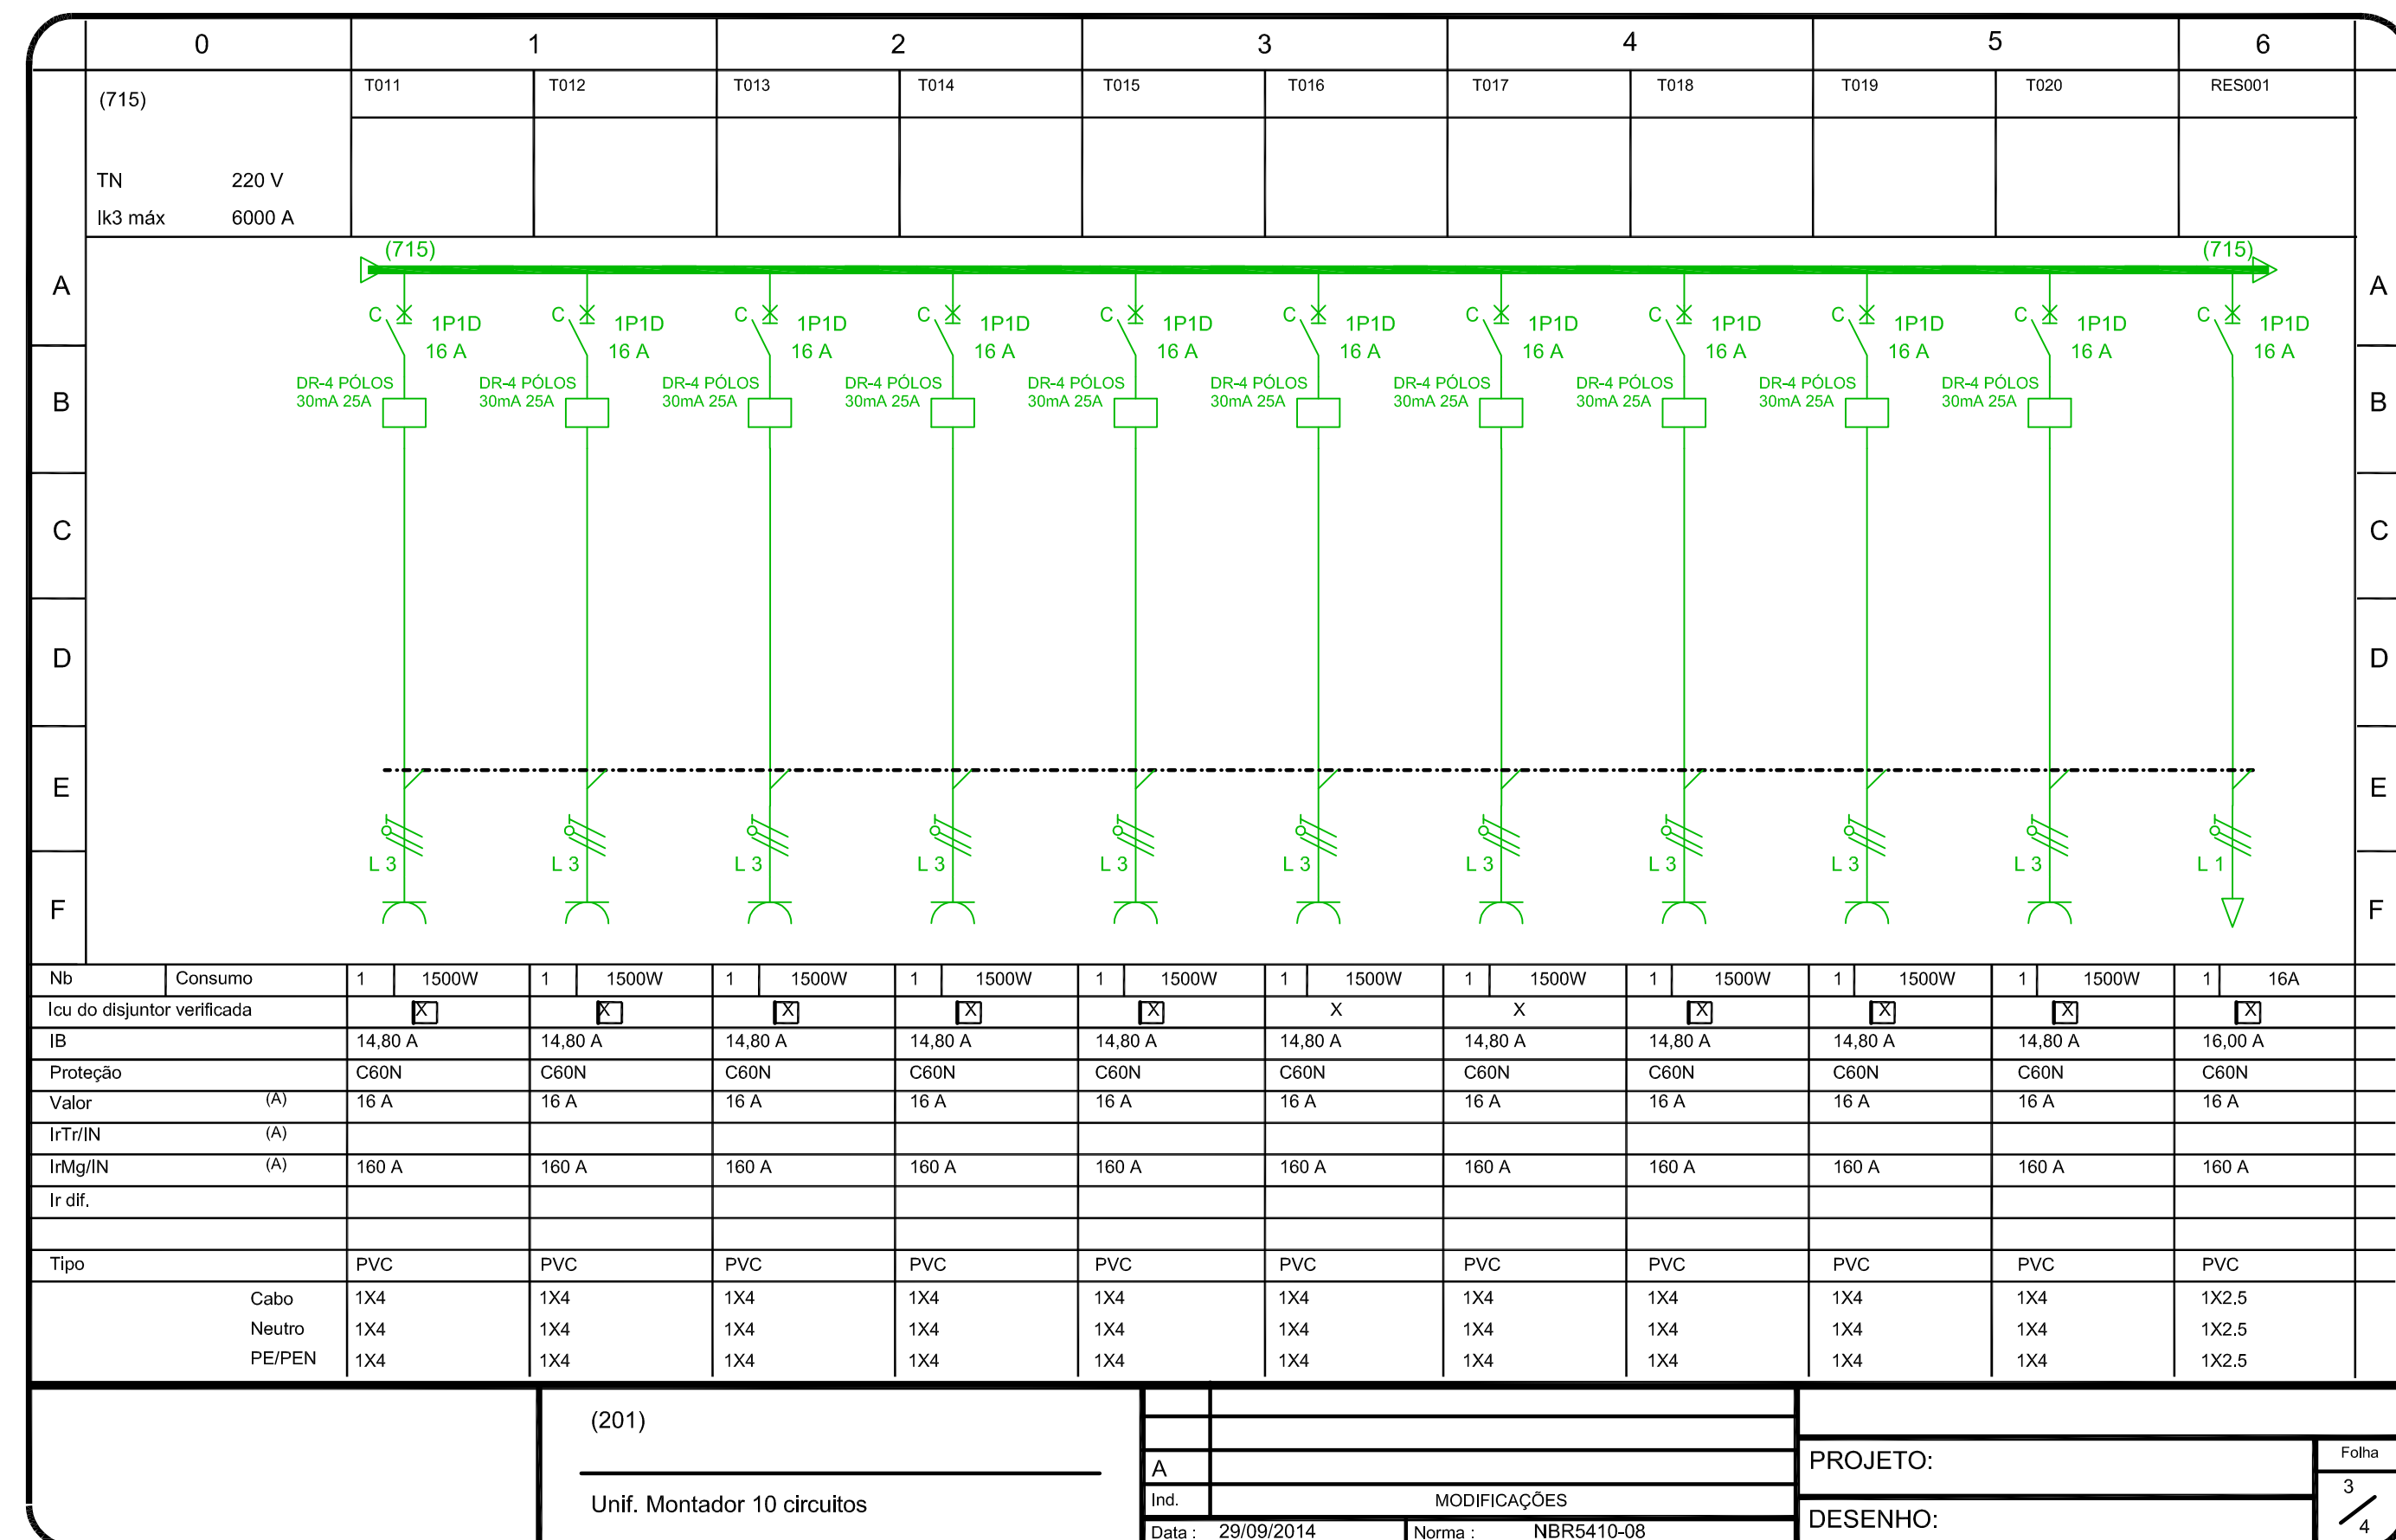 0 1 2 3 4 5 6
(715) T011 T012 T013 T014 T015 T016 T017 T018 T019 T020 RES001
TN 220 V
Ik3 máx 6000 A
(715) (715)
A A
C 1P1D C 1P1D C 1P1D C 1P1D C 1P1D C 1P1D C 1P1D C 1P1D C 1P1D C 1P1D C 1P1D
16 A 16 A 16 A 16 A 16 A 16 A 16 A 16 A 16 A 16 A 16 A
DR-4 PÓLOS DR-4 PÓLOS DR-4 PÓLOS DR-4 PÓLOS DR-4 PÓLOS DR-4 PÓLOS DR-4 PÓLOS DR-4 PÓLOS DR-4 PÓLOS DR-4 PÓLOS
30mA 25A 30mA 25A 30mA 25A 30mA 25A 30mA 25A 30mA 25A 30mA 25A 30mA 25A 30mA 25A 30mA 25A
B B
C C
D D
E E
L 3 L 3 L 3 L 3 L 3 L 3 L 3 L 3 L 3 L 3 L 1
F F
Nb Consumo 1 1500W 1 1500W 1 1500W 1 1500W 1 1500W 1 1500W 1 1500W 1 1500W 1 1500W 1 1500W 1 16A
Icu do disjuntor verificada X X X X X X X X X X X
IB 14,80 A 14,80 A 14,80 A 14,80 A 14,80 A 14,80 A 14,80 A 14,80 A 14,80 A 14,80 A 16,00 A
Proteção C60N C60N C60N C60N C60N C60N C60N C60N C60N C60N C60N
Valor (A) 16 A 16 A 16 A 16 A 16 A 16 A 16 A 16 A 16 A 16 A 16 A
IrTr/IN (A)
IrMg/IN (A) 160 A 160 A 160 A 160 A 160 A 160 A 160 A 160 A 160 A 160 A 160 A
Ir dif.
Tipo PVC PVC PVC PVC PVC PVC PVC PVC PVC PVC PVC
Cabo 1X4 1X4 1X4 1X4 1X4 1X4 1X4 1X4 1X4 1X4 1X2.5
Neutro 1X4 1X4 1X4 1X4 1X4 1X4 1X4 1X4 1X4 1X4 1X2.5
PE/PEN 1X4 1X4 1X4 1X4 1X4 1X4 1X4 1X4 1X4 1X4 1X2.5
(201)
Unif. Montador 10 circuitos
A
Ind. MODIFICAÇÕES
Data : 29/09/2014 Norma : NBR5410-08
PROJETO:
DESENHO:
Folha
3
4